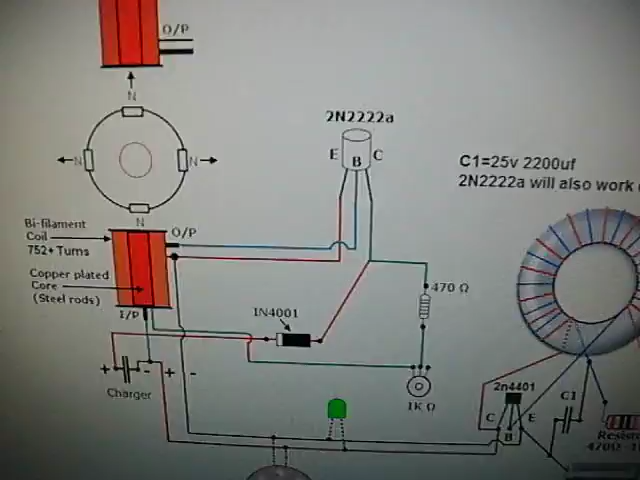 O/P
N
2N2222a
E B C
C1=25v 2200uf
2N2222a will also work
N
N
N
Bi-filament
Coil
752+ Turns
O/P
Copper plated
Core
(Steel rods)
I/P
IN4001
470 Ω
+ - + -
Charger
1K Ω
2n4401
C B E
C1